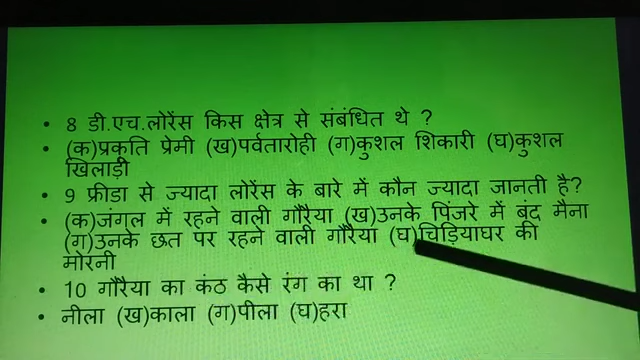 • 8 डी.एच.लोरेंस किस क्षेत्र से संबंधित थे ?
• (क)प्रकृति प्रेमी (ख)पर्वतारोही (ग)कुशल शिकारी (घ)कुशल
खिलाड़ी
• 9 फ्रीडा से ज्यादा लोरेंस के बारे में कौन ज्यादा जानती है?
• (क)जंगल में रहने वाली गौरैया (ख)उनके पिंजरे में बंद मैना
(ग)उनके छत पर रहने वाली गौरैया (घ)चिड़ियाघर की
मोरनी
• 10 गौरैया का कंठ कैसे रंग का था ?
• नीला (ख)काला (ग)पीला (घ)हरा